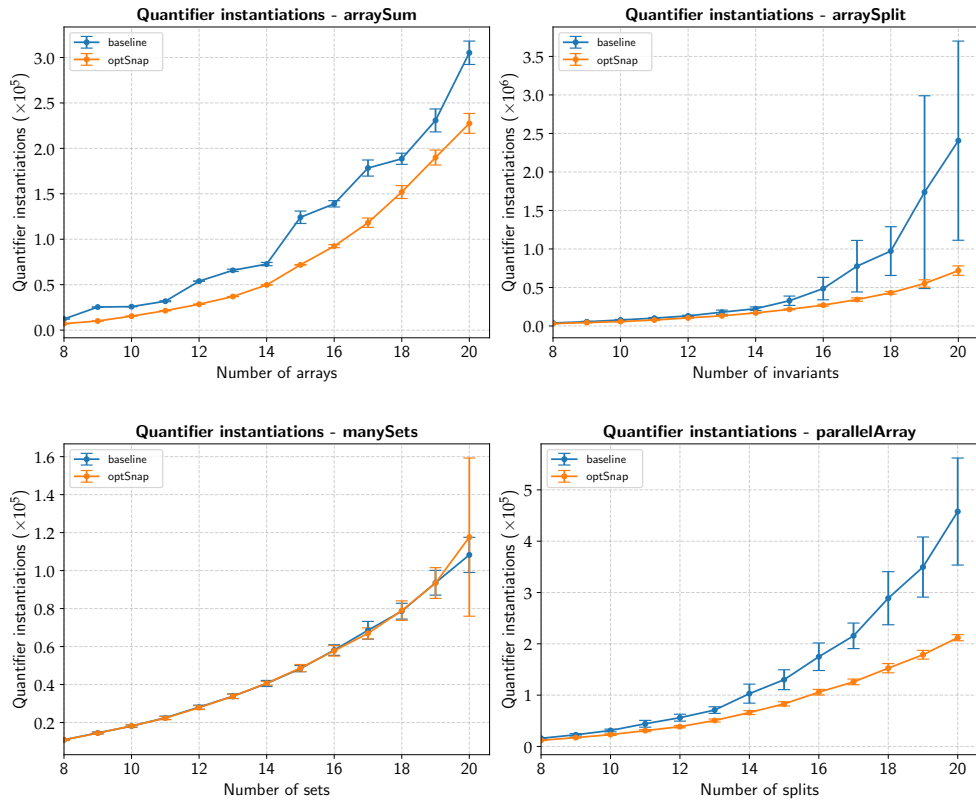 Quantifier instantiations - arraySum
baseline
optSnap
Quantifier instantiations (×10^5)
3.0
2.5
2.0
1.5
1.0
0.5
0.0
8 10 12 14 16 18 20
Number of arrays
Quantifier instantiations - arraySplit
baseline
optSnap
Quantifier instantiations (×10^6)
3.5
3.0
2.5
2.0
1.5
1.0
0.5
0.0
8 10 12 14 16 18 20
Number of invariants
Quantifier instantiations - manySets
baseline
optSnap
Quantifier instantiations (×10^5)
1.6
1.4
1.2
1.0
0.8
0.6
0.4
0.2
8 10 12 14 16 18 20
Number of sets
Quantifier instantiations - parallelArray
baseline
optSnap
Quantifier instantiations (×10^5)
5
4
3
2
1
0
8 10 12 14 16 18 20
Number of splits